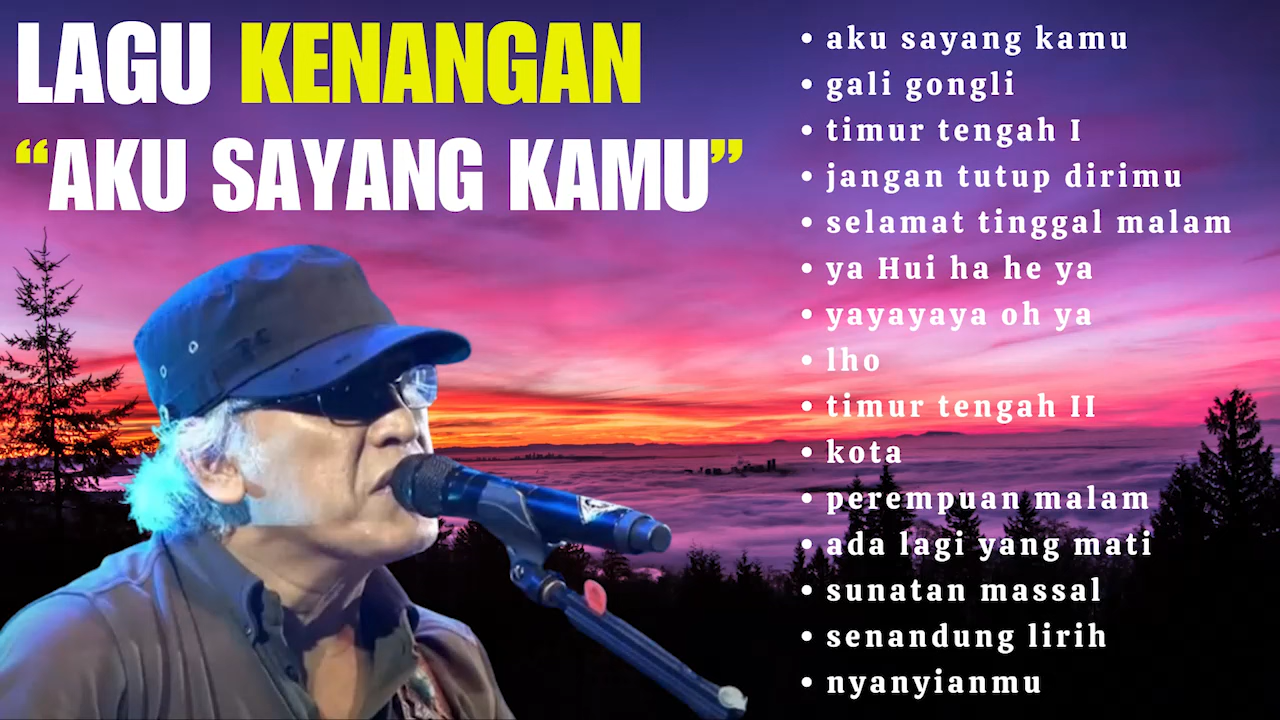 LAGU KENANGAN
“AKU SAYANG KAMU”
• aku sayang kamu
• gali gongli
• timur tengah I
• jangan tutup dirimu
• selamat tinggal malam
• ya Hui ha he ya
• yayayaya oh ya
• lho
• timur tengah II
• kota
• perempuan malam
• ada lagi yang mati
• sunatan massal
• senandung lirih
• nyanyianmu